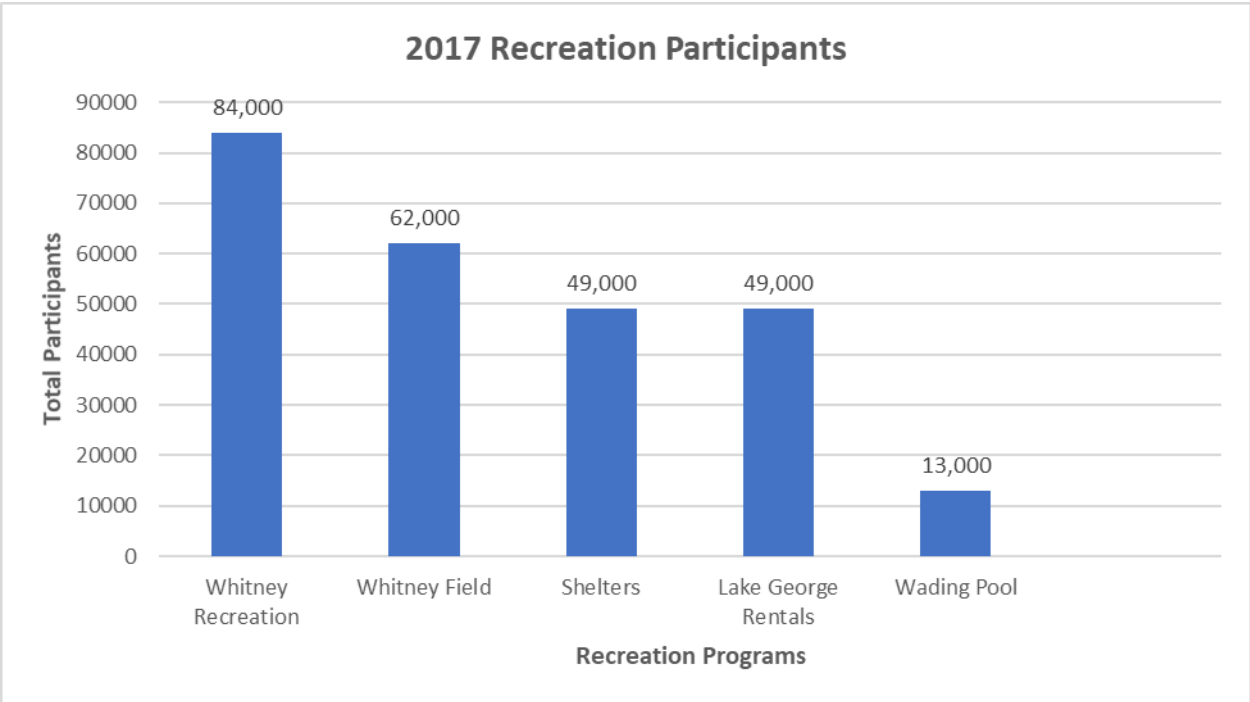 2017 Recreation Participants
90000
80000
70000
60000
50000
40000
30000
20000
10000
0
Total Participants
84,000
62,000
49,000
49,000
13,000
Whitney
Recreation
Whitney Field
Shelters
Lake George
Rentals
Wading Pool
Recreation Programs